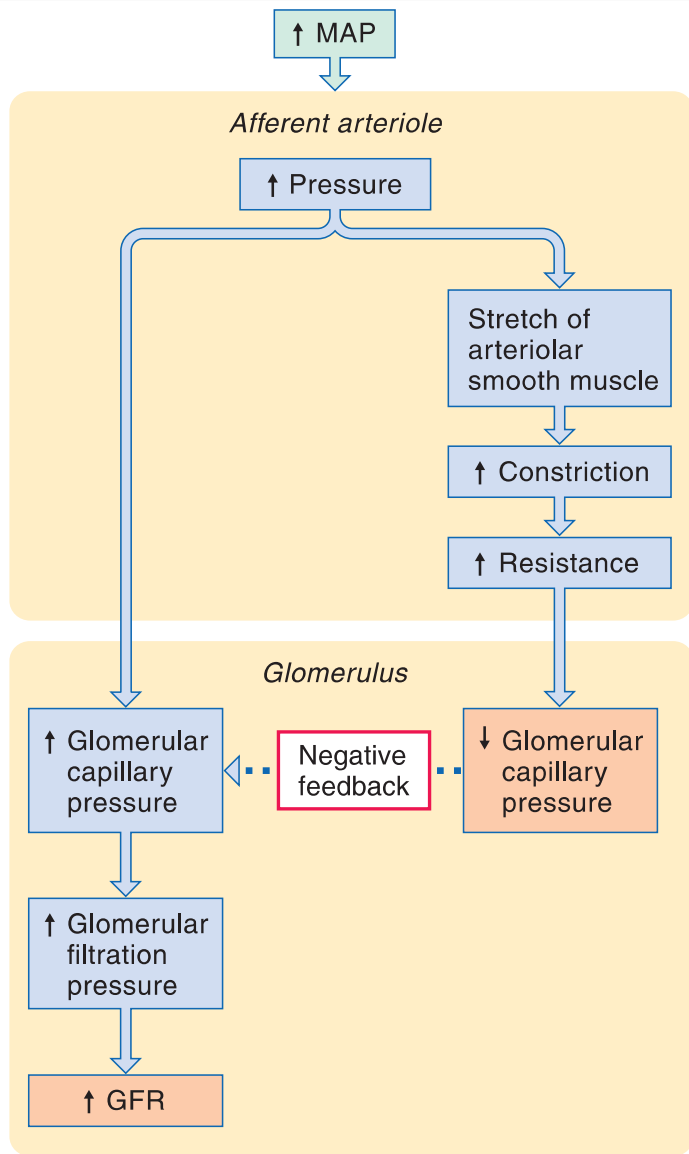 ↑ MAP
Afferent arteriole
↑ Pressure
Stretch of
arteriolar
smooth muscle
↑ Constriction
↑ Resistance
Glomerulus
↑ Glomerular
capillary
pressure
Negative
feedback
↓ Glomerular
capillary
pressure
↑ Glomerular
filtration
pressure
↑ GFR